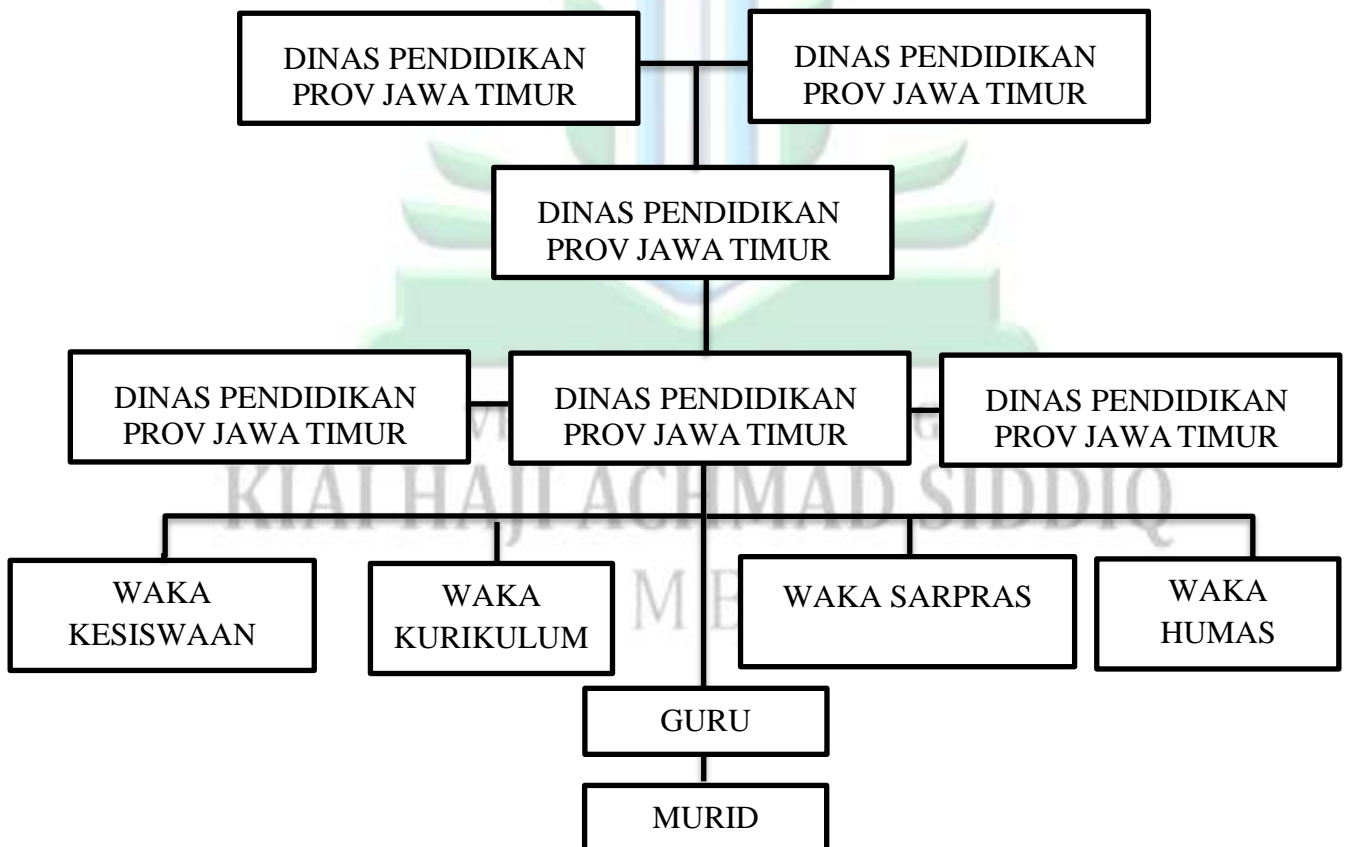 DINAS PENDIDIKAN
PROV JAWA TIMUR
DINAS PENDIDIKAN
PROV JAWA TIMUR
DINAS PENDIDIKAN
PROV JAWA TIMUR
DINAS PENDIDIKAN
PROV JAWA TIMUR
DINAS PENDIDIKAN
PROV JAWA TIMUR
DINAS PENDIDIKAN
PROV JAWA TIMUR
KIAI HAJI ACHMAD SIDDIQ
WAKA
KESISWAAN
WAKA
KURIKULUM
WAKA SARPRAS
WAKA
HUMAS
GURU
MURID